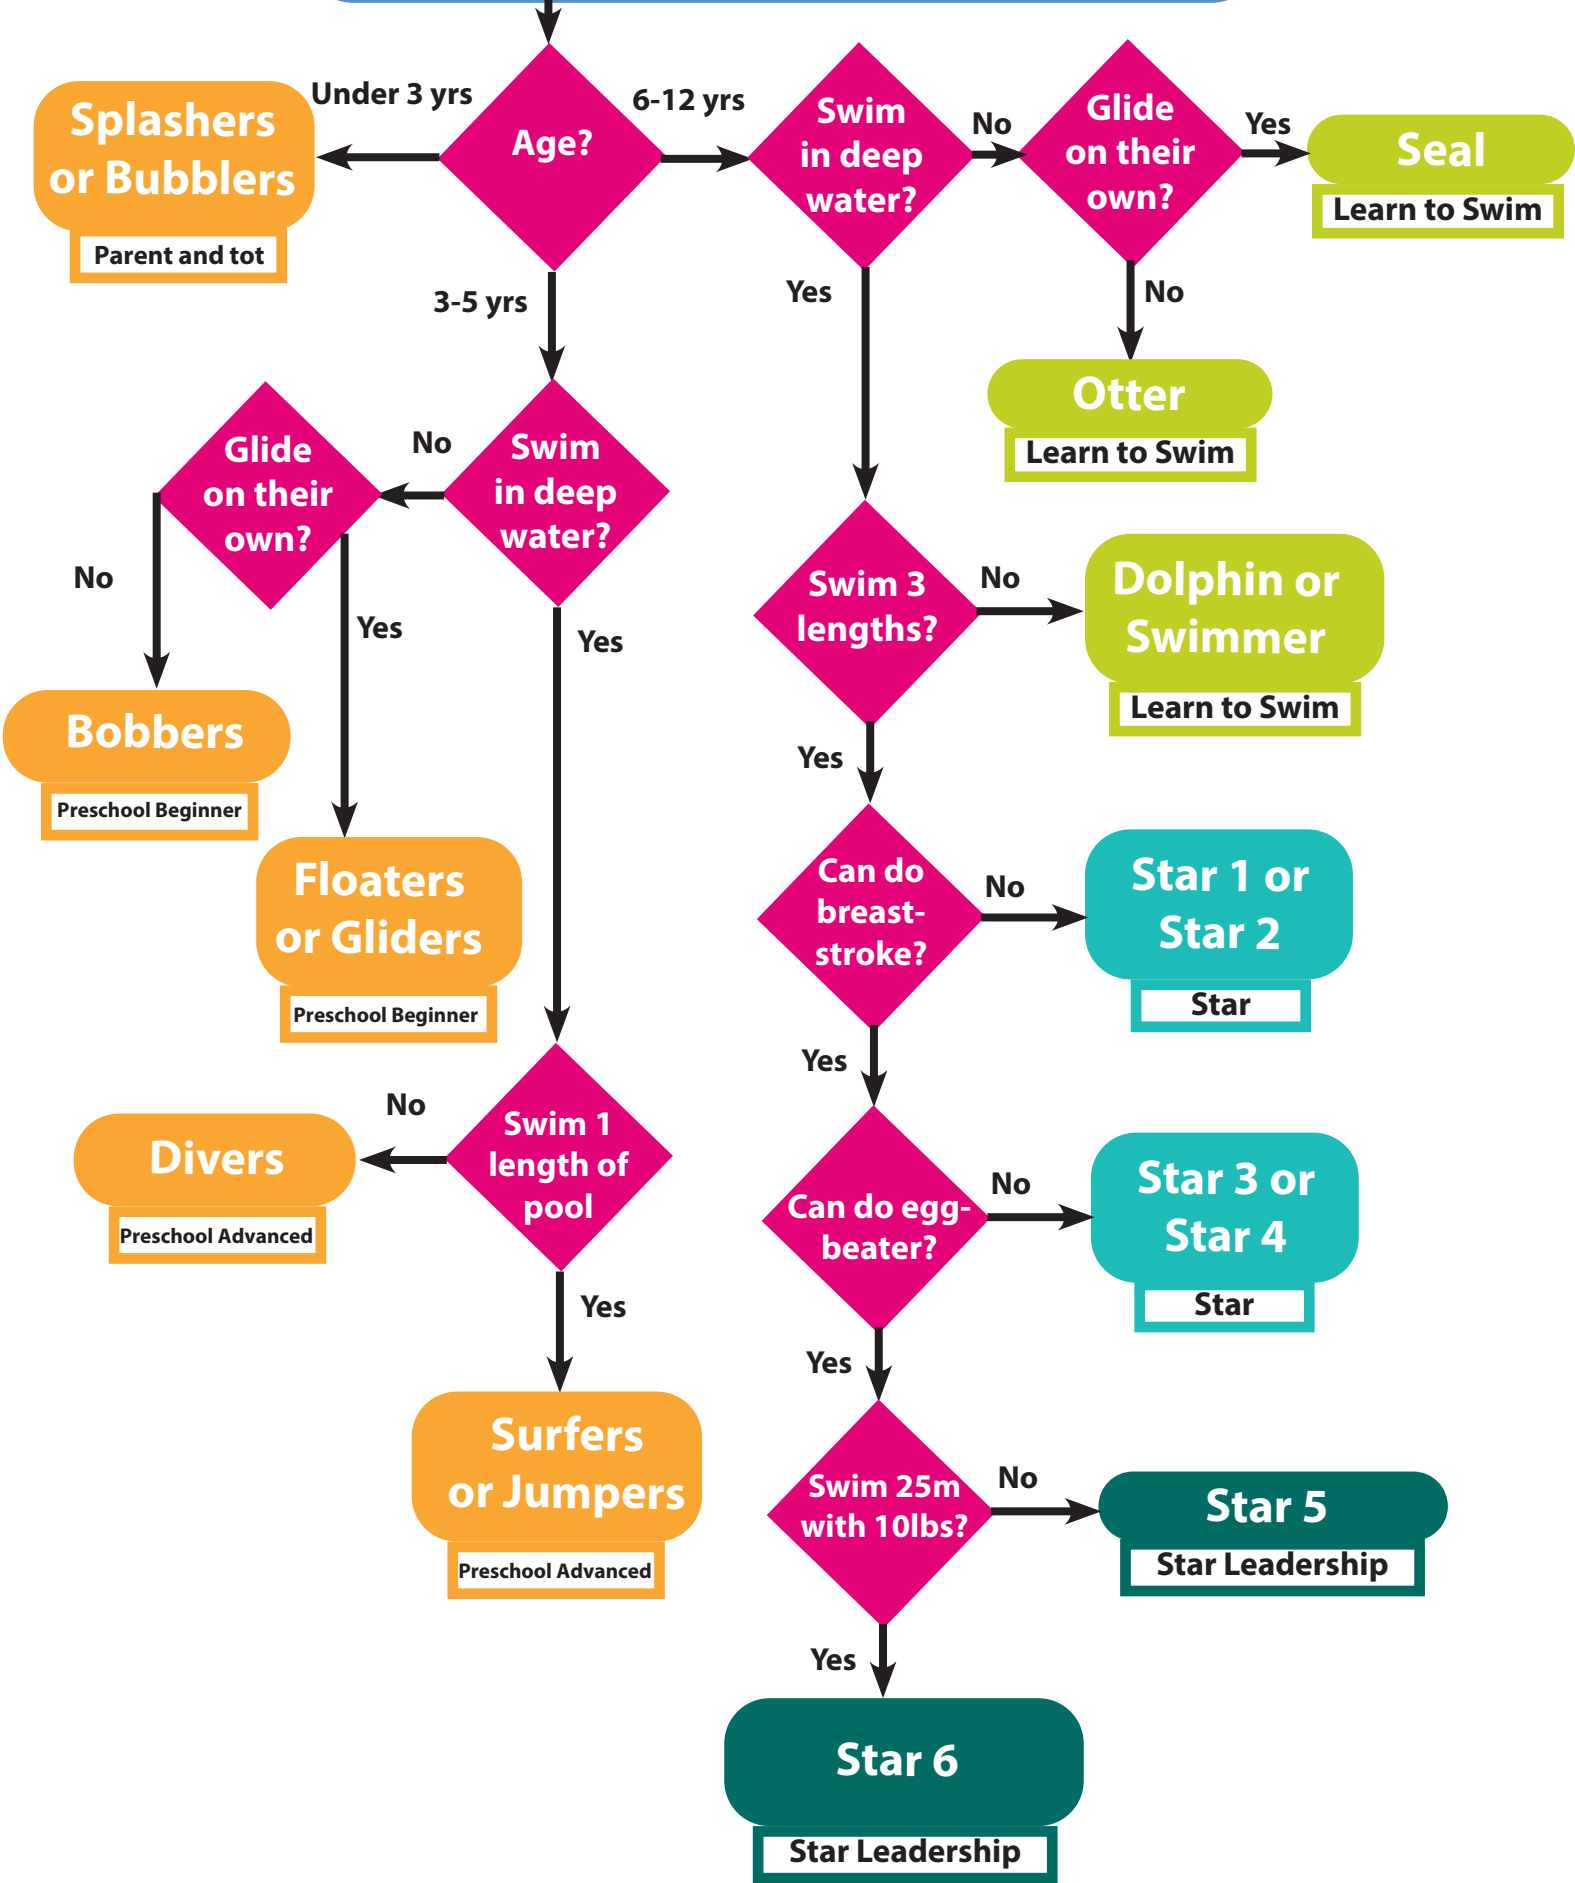 Under 3 yrs
6-12 yrs
Splashers
or Bubblers
Parent and tot
Age?
Swim
in deep
water?
No
Glide
on their
own?
Yes
Seal
Learn to Swim
3-5 yrs
Yes
No
Otter
Learn to Swim
Glide
on their
own?
No
Swim
in deep
water?
No
Yes
Yes
Swim 3
lengths?
No
Dolphin or
Swimmer
Learn to Swim
Bobbers
Preschool Beginner
Yes
Floaters
or Gliders
Preschool Beginner
Can do
breast-
stroke?
No
Star 1 or
Star 2
Star
Yes
No
Swim 1
length of
pool
Divers
Preschool Advanced
Can do egg-
beater?
No
Star 3 or
Star 4
Star
Yes
Yes
Surfers
or Jumpers
Preschool Advanced
Swim 25m
with 10lbs?
No
Star 5
Star Leadership
Yes
Star 6
Star Leadership